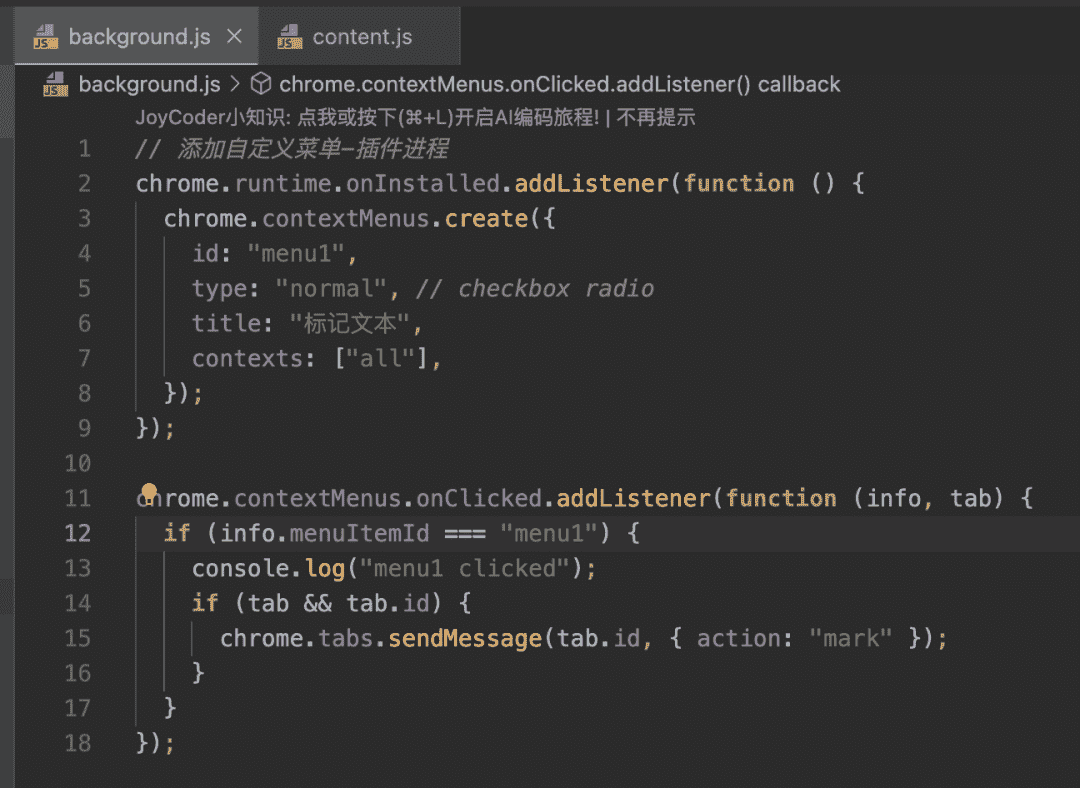 background.js content.js
background.js > chrome.contextMenus.onClicked.addListener() callback
JoyCoder小知识: 点我或按下(⌘+L)开启AI编码旅程! | 不再提示
1 // 添加自定义菜单-插件进程
2 chrome.runtime.onInstalled.addListener(function () {
3   chrome.contextMenus.create({
4     id: "menu1",
5     type: "normal", // checkbox radio
6     title: "标记文本",
7     contexts: ["all"],
8   });
9 });
10
11 chrome.contextMenus.onClicked.addListener(function (info, tab) {
12   if (info.menuItemId === "menu1") {
13     console.log("menu1 clicked");
14     if (tab && tab.id) {
15       chrome.tabs.sendMessage(tab.id, { action: "mark" });
16     }
17   }
18 });